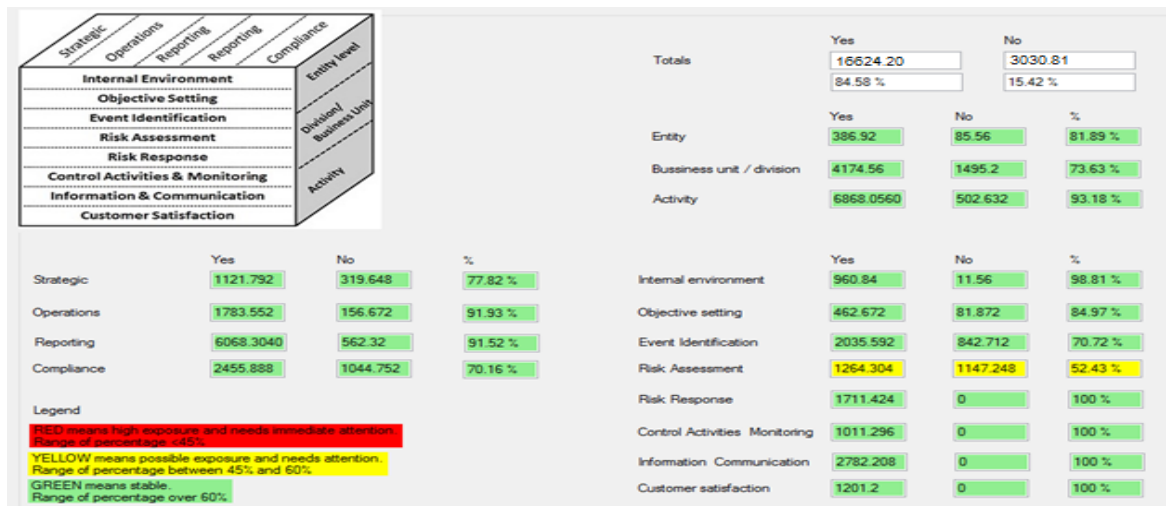 Strategic
Operations
Reporting
Reporting
Compliance
Entity level
Division/
Business Unit
Activity
Internal Environment
Objective Setting
Event Identification
Risk Assessment
Risk Response
Control Activities & Monitoring
Information & Communication
Customer Satisfaction
Yes No
Totals 16624.20 3030.81
84.58 % 15.42 %
Yes No %
Entity 386.92 85.56 81.89 %
Bussiness unit / division 4174.56 1495.2 73.63 %
Activity 6868.0560 502.632 93.18 %
Yes No %
Strategic 1121.792 319.648 77.82 %
Operations 1783.552 156.672 91.93 %
Reporting 6068.3040 562.32 91.52 %
Compliance 2455.888 1044.752 70.16 %
Legend
RED means high exposure and needs immediate attention.
Range of percentage <45%
YELLOW means possible exposure and needs attention.
Range of percentage between 45% and 60%
GREEN means stable.
Range of percentage over 60%
Yes No %
Internal environment 960.84 11.56 98.81 %
Objective setting 462.672 81.872 84.97 %
Event Identification 2035.592 842.712 70.72 %
Risk Assessment 1264.304 1147.248 52.43 %
Risk Response 1711.424 0 100 %
Control Activities Monitoring 1011.296 0 100 %
Information Communication 2782.208 0 100 %
Customer satisfaction 1201.2 0 100 %